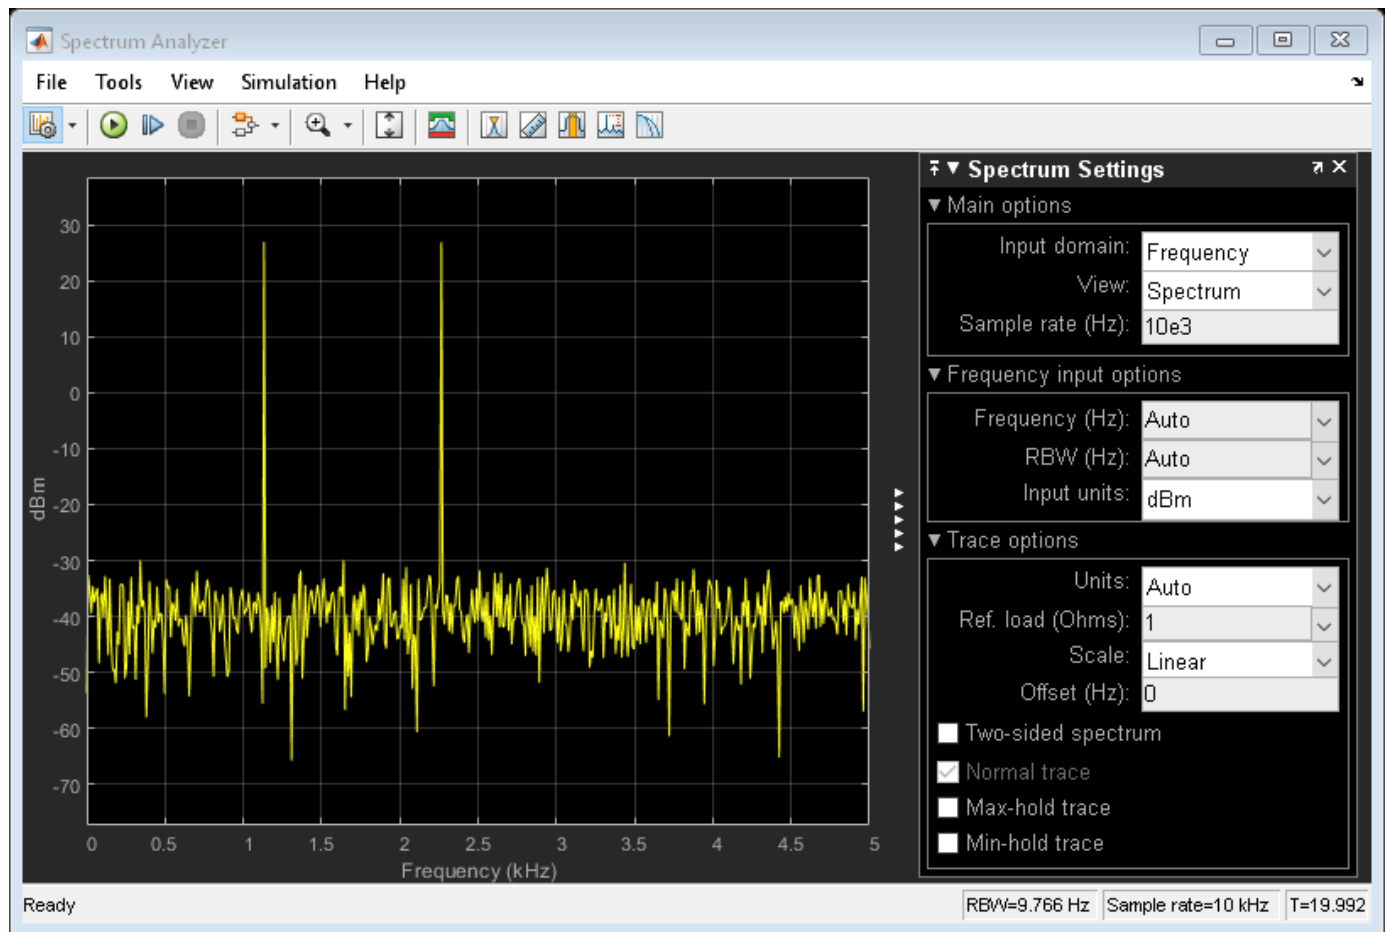 Spectrum Analyzer
File Tools View Simulation Help
30
20
10
0
-10
-20
-30
-40
-50
-60
-70
dBm
0 0.5 1 1.5 2 2.5 3 3.5 4 4.5 5
Frequency (kHz)
Spectrum Settings
Main options
Input domain: Frequency
View: Spectrum
Sample rate (Hz): 10e3
Frequency input options
Frequency (Hz): Auto
RBW (Hz): Auto
Input units: dBm
Trace options
Units: Auto
Ref. load (Ohms): 1
Scale: Linear
Offset (Hz): 0
Two-sided spectrum
Normal trace
Max-hold trace
Min-hold trace
Ready RBW=9.766 Hz Sample rate=10 kHz T=19.992